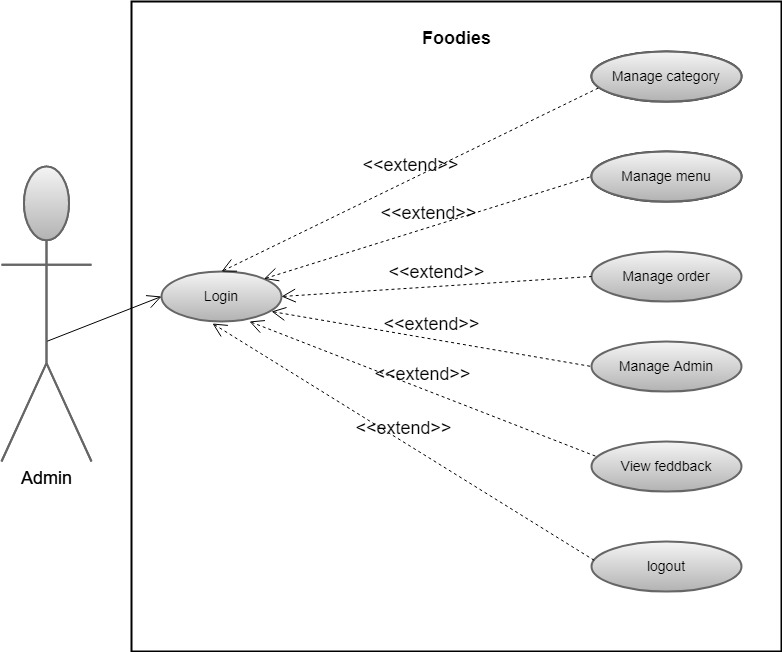 Foodies
Manage category
<<extend>>
Manage menu
<<extend>>
<<extend>>
Manage order
Login
<<extend>>
Manage Admin
<<extend>>
<<extend>>
View feddback
Admin
logout